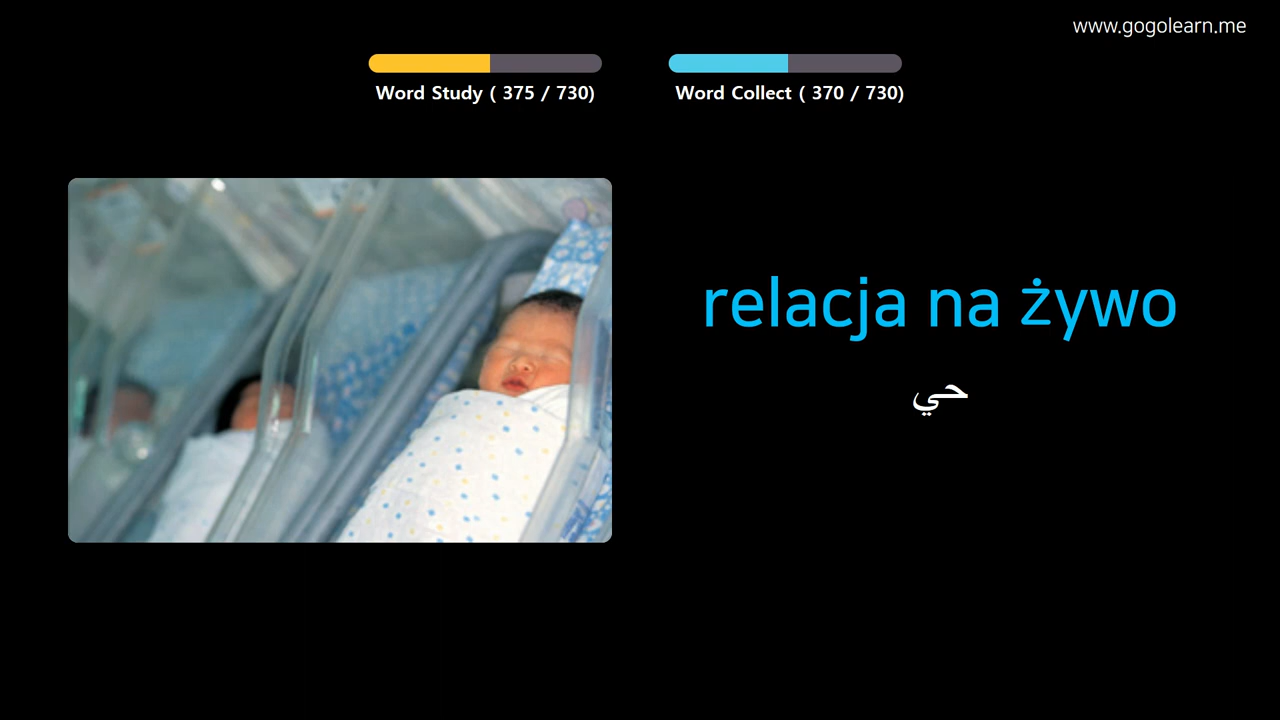 www.gogolearn.me
Word Study ( 375 / 730)
Word Collect ( 370 / 730)
relacja na żywo
حي